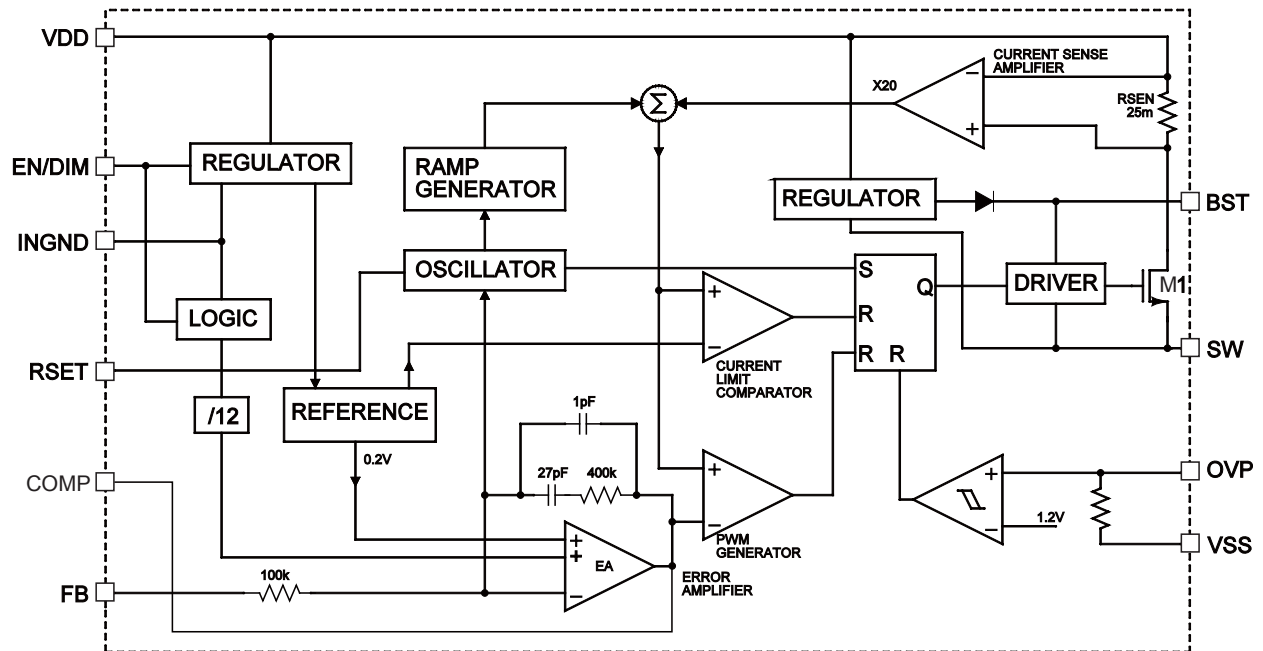 VDD
CURRENT SENSE
AMPLIFIER
X20
−
+
RSEN
25m
Σ
EN/DIM
REGULATOR
RAMP
GENERATOR
REGULATOR
BST
INGND
OSCILLATOR
S
Q
DRIVER
M1
LOGIC
+
−
R
R R
SW
RSET
CURRENT
LIMIT
COMPARATOR
REFERENCE
/12
1pF
0.2V
27pF
400k
COMP
+
−
PWM
GENERATOR
+
−
1.2V
OVP
VSS
+
+
−
EA
ERROR
AMPLIFIER
100k
FB